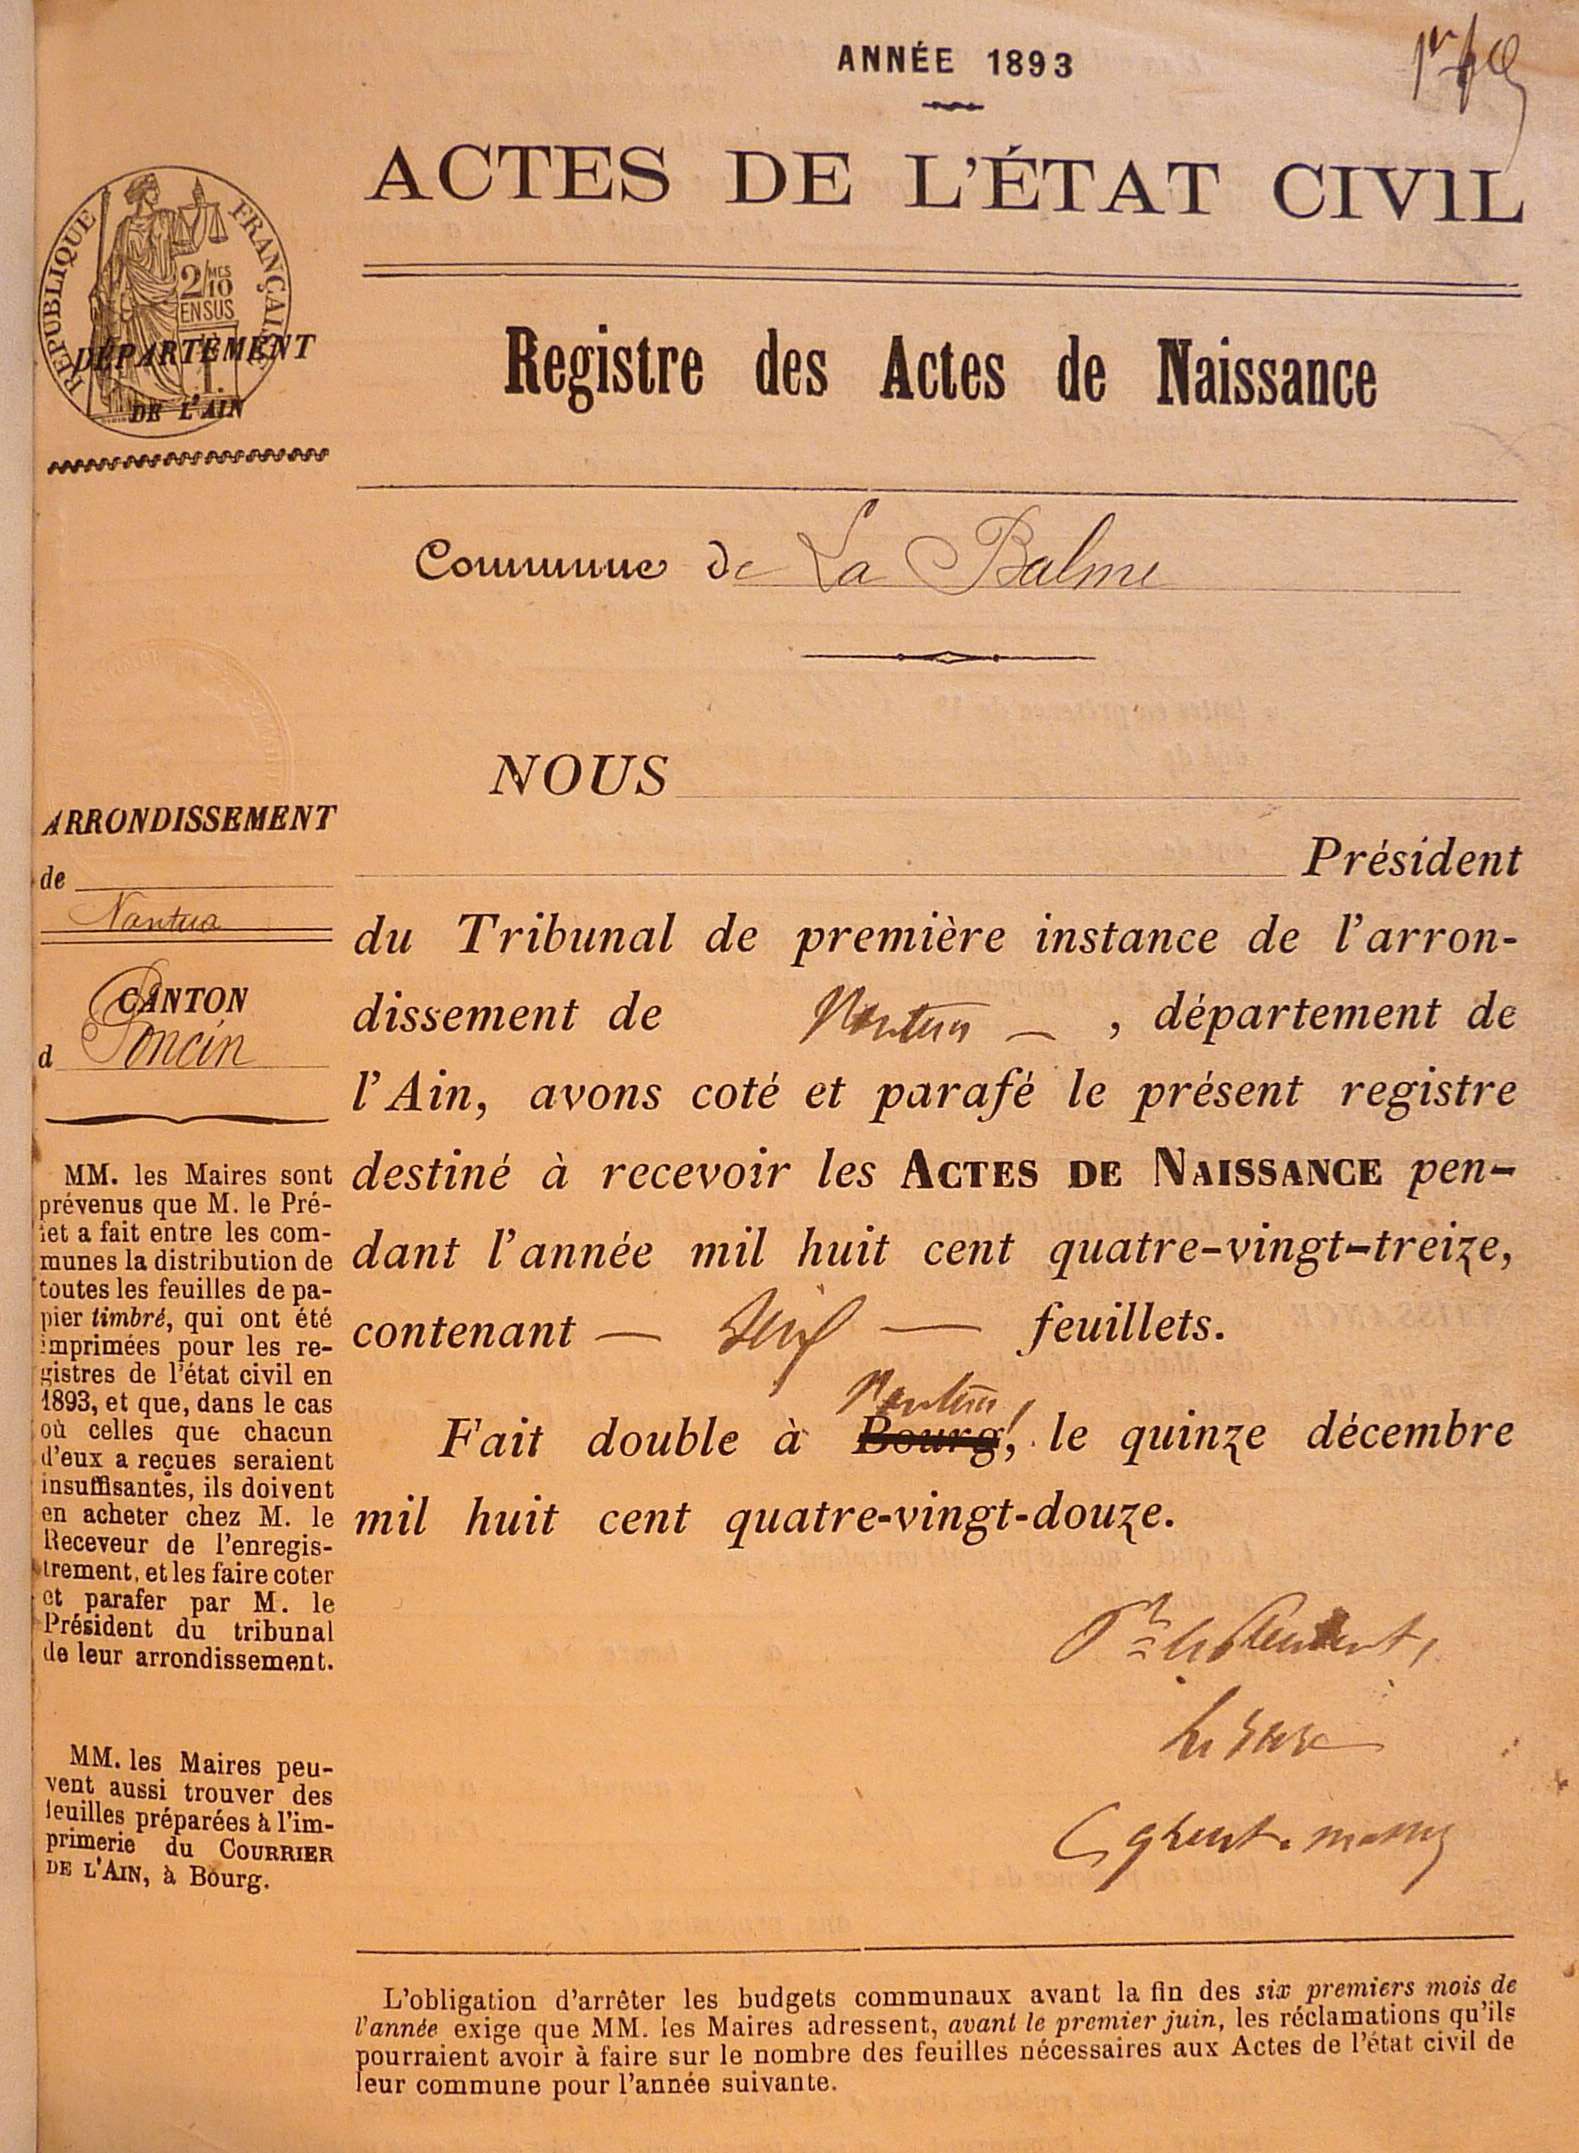 ANNÉE 1893
1er
ACTES DE L'ÉTAT CIVIL
RÉPUBLIQUE FRANÇAISE
2/10 MES
EN SUS
DÉPARTEMENT
DE L'AIN
Registre des Actes de Naissance
Commune de La Balme
NOUS
Président
du Tribunal de première instance de l'arron-
dissement de Nantua — , département de
l'Ain, avons coté et parafé le présent registre
destiné à recevoir les ACTES DE NAISSANCE pen-
dant l'année mil huit cent quatre-vingt-treize,
contenant — — feuillets.
Nantua,
Fait double à Bourg, le quinze décembre
mil huit cent quatre-vingt-douze.
ARRONDISSEMENT
de
Nantua
CANTON
d Poncin
MM. les Maires sont
prévenus que M. le Pré-
fet a fait entre les com-
munes la distribution de
toutes les feuilles de pa-
pier timbré, qui ont été
imprimées pour les re-
gistres de l'état civil en
1893, et que, dans le cas
où celles que chacun
d'eux a reçues seraient
insuffisantes, ils doivent
en acheter chez M. le
Receveur de l'enregis-
trement, et les faire coter
et parafer par M. le
Président du tribunal
de leur arrondissement.
MM. les Maires peu-
vent aussi trouver des
feuilles préparées à l'im-
primerie du COURRIER
DE L'AIN, à Bourg.
L'obligation d'arrêter les budgets communaux avant la fin des six premiers mois de
l'année exige que MM. les Maires adressent, avant le premier juin, les réclamations qu'ils
pourraient avoir à faire sur le nombre des feuilles nécessaires aux Actes de l'état civil de
leur commune pour l'année suivante.